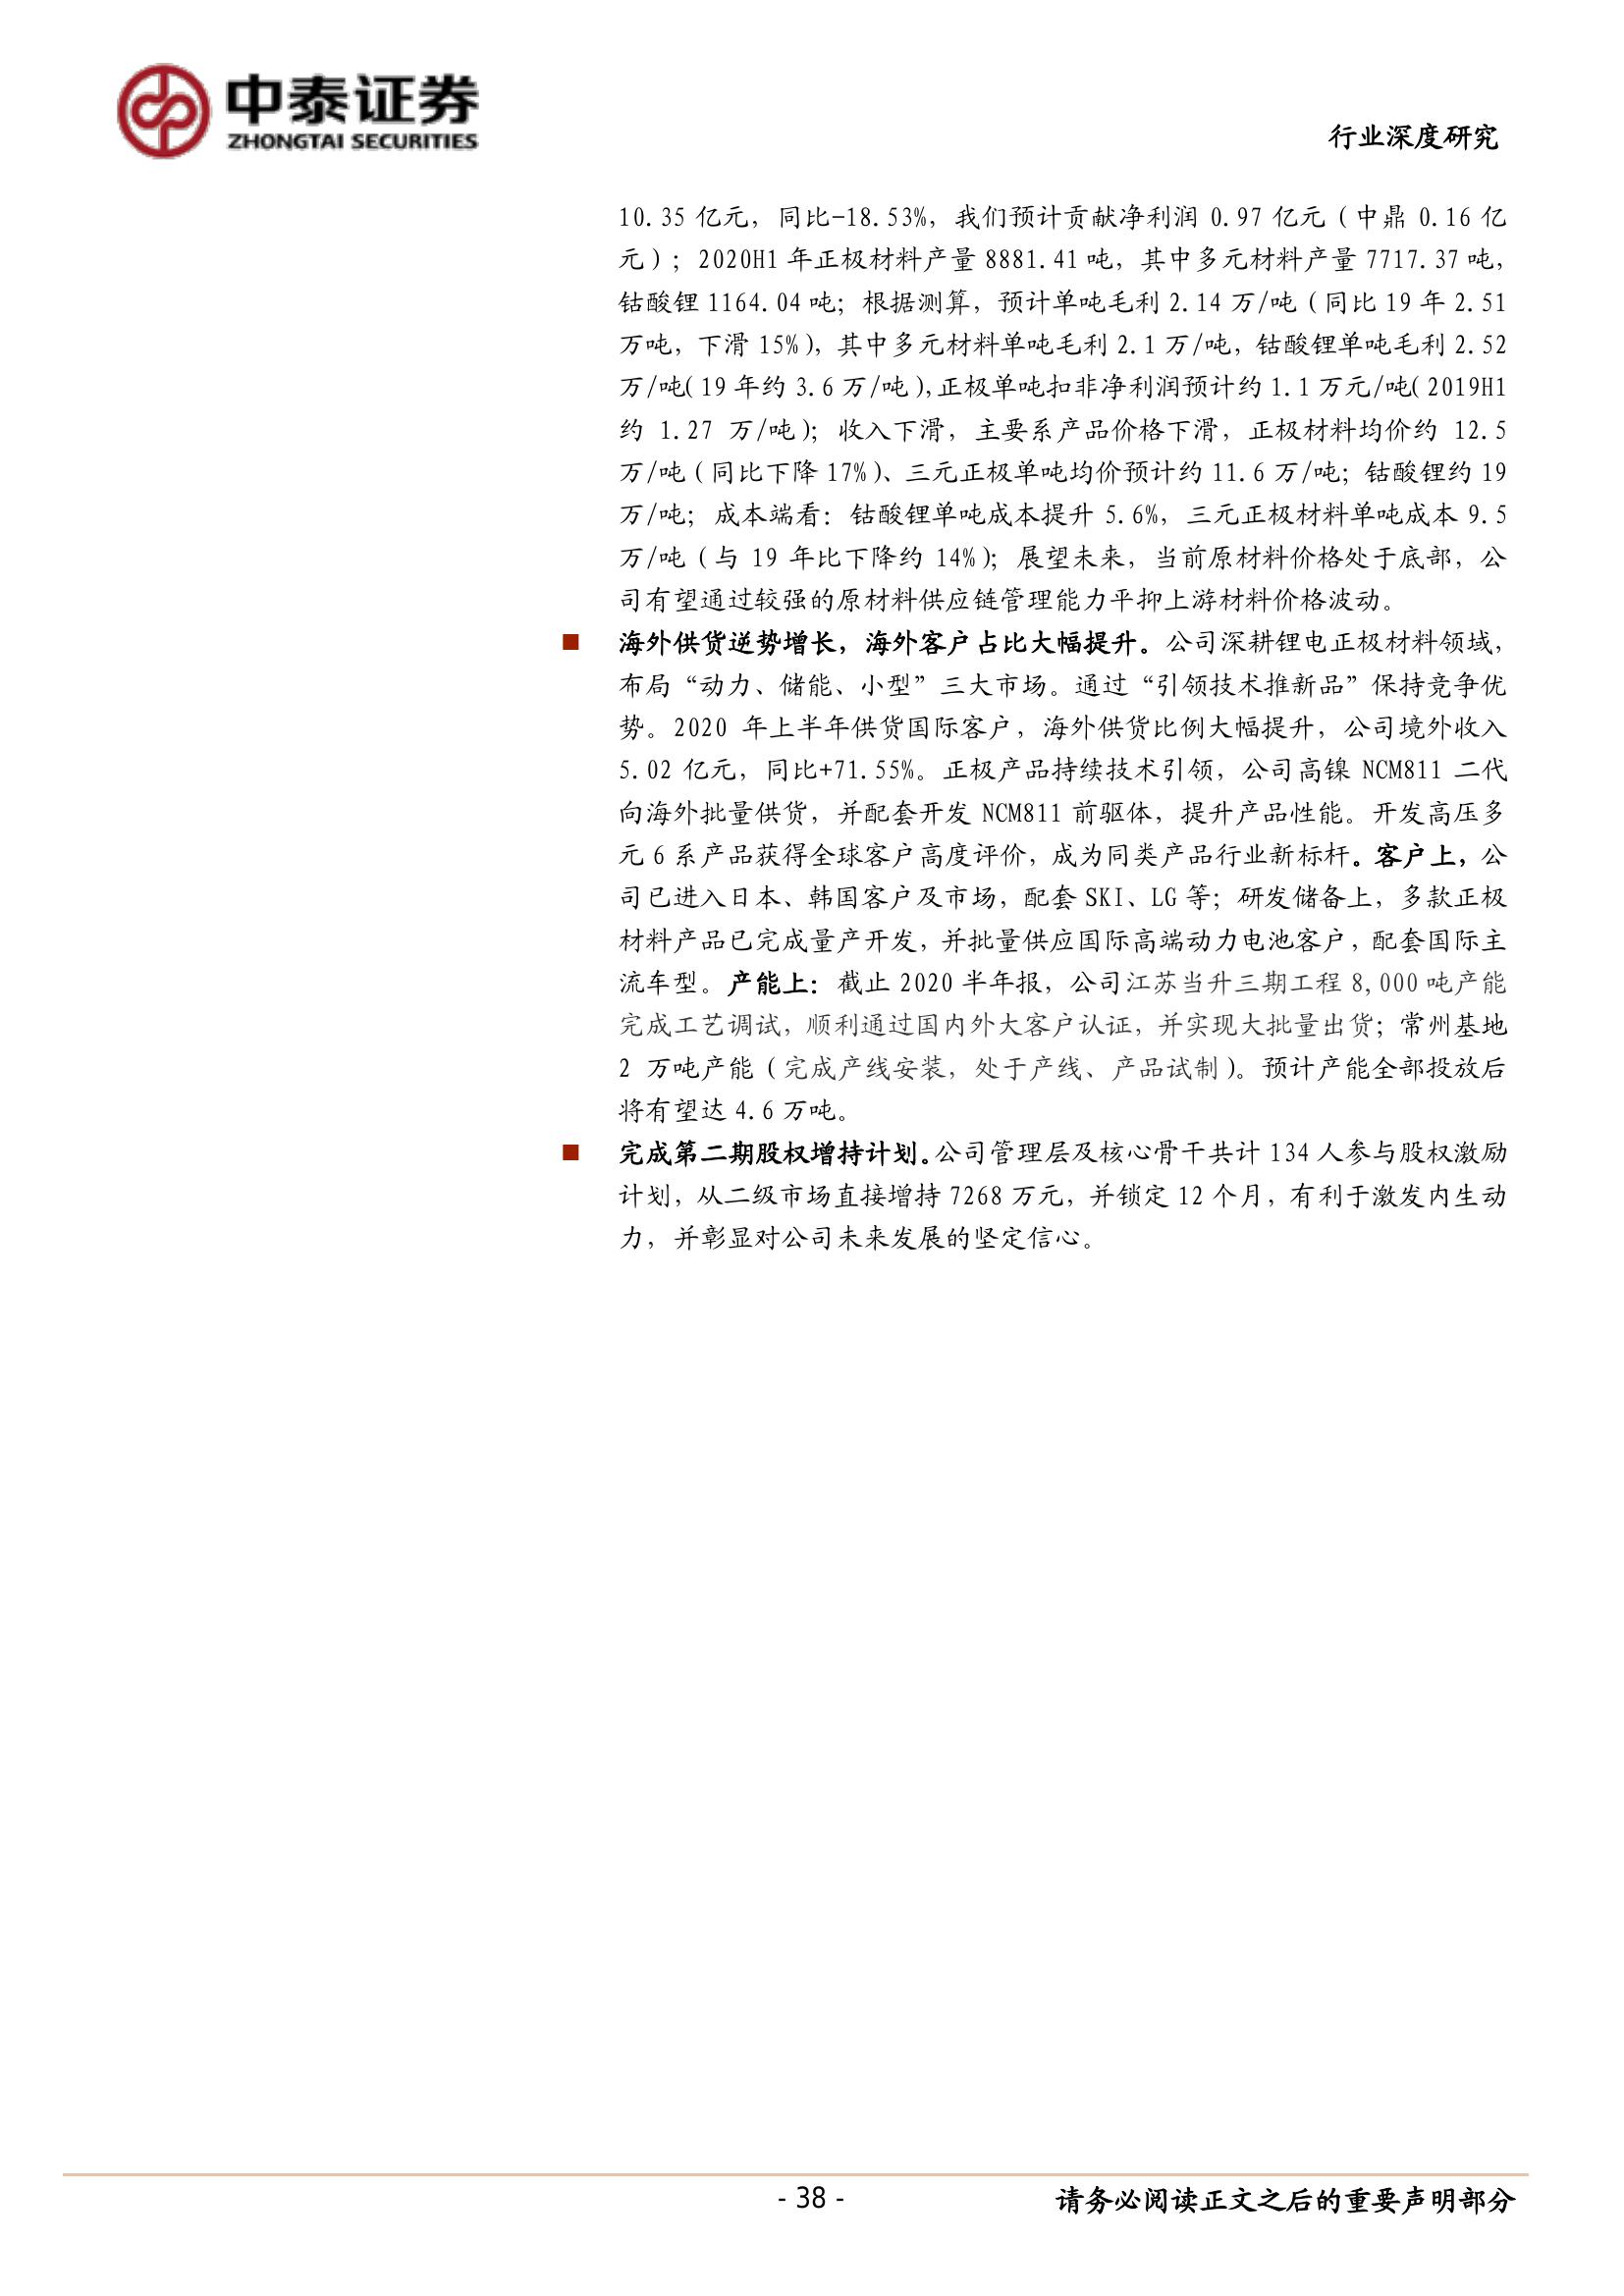 中泰证券
ZHONGTAI SECURITIES
行业深度研究
10.35 亿元，同比-18.53%，我们预计贡献净利润 0.97 亿元（中鼎 0.16 亿
元）；2020H1 年正极材料产量 8881.41 吨，其中多元材料产量 7717.37 吨，
钴酸锂 1164.04 吨；根据测算，预计单吨毛利 2.14 万/吨（同比 19 年 2.51
万吨，下滑 15%），其中多元材料单吨毛利 2.1 万/吨，钴酸锂单吨毛利 2.52
万/吨（19 年约 3.6 万/吨），正极单吨扣非净利润预计约 1.1 万元/吨（2019H1
约 1.27 万/吨）；收入下滑，主要系产品价格下滑，正极材料均价约 12.5
万/吨（同比下降 17%）、三元正极单吨均价预计约 11.6 万/吨；钴酸锂约 19
万/吨；成本端看：钴酸锂单吨成本提升 5.6%，三元正极材料单吨成本 9.5
万/吨（与 19 年比下降约 14%）；展望未来，当前原材料价格处于底部，公
司有望通过较强的原材料供应链管理能力平抑上游材料价格波动。
■ 海外供货逆势增长，海外客户占比大幅提升。公司深耕锂电正极材料领域，
布局“动力、储能、小型”三大市场。通过“引领技术推新品”保持竞争优
势。2020 年上半年供货国际客户，海外供货比例大幅提升，公司境外收入
5.02 亿元，同比+71.55%。正极产品持续技术引领，公司高镍 NCM811 二代
向海外批量供货，并配套开发 NCM811 前驱体，提升产品性能。开发高压多
元 6 系产品获得全球客户高度评价，成为同类产品行业新标杆。客户上，公
司已进入日本、韩国客户及市场，配套 SKI、LG 等；研发储备上，多款正极
材料产品已完成量产开发，并批量供应国际高端动力电池客户，配套国际主
流车型。产能上：截止 2020 半年报，公司江苏当升三期工程 8,000 吨产能
完成工艺调试，顺利通过国内外大客户认证，并实现大批量出货；常州基地
2 万吨产能（完成产线安装，处于产线、产品试制）。预计产能全部投放后
将有望达 4.6 万吨。
■ 完成第二期股权增持计划。公司管理层及核心骨干共计 134 人参与股权激励
计划，从二级市场直接增持 7268 万元，并锁定 12 个月，有利于激发内生动
力，并彰显对公司未来发展的坚定信心。
- 38 -
请务必阅读正文之后的重要声明部分